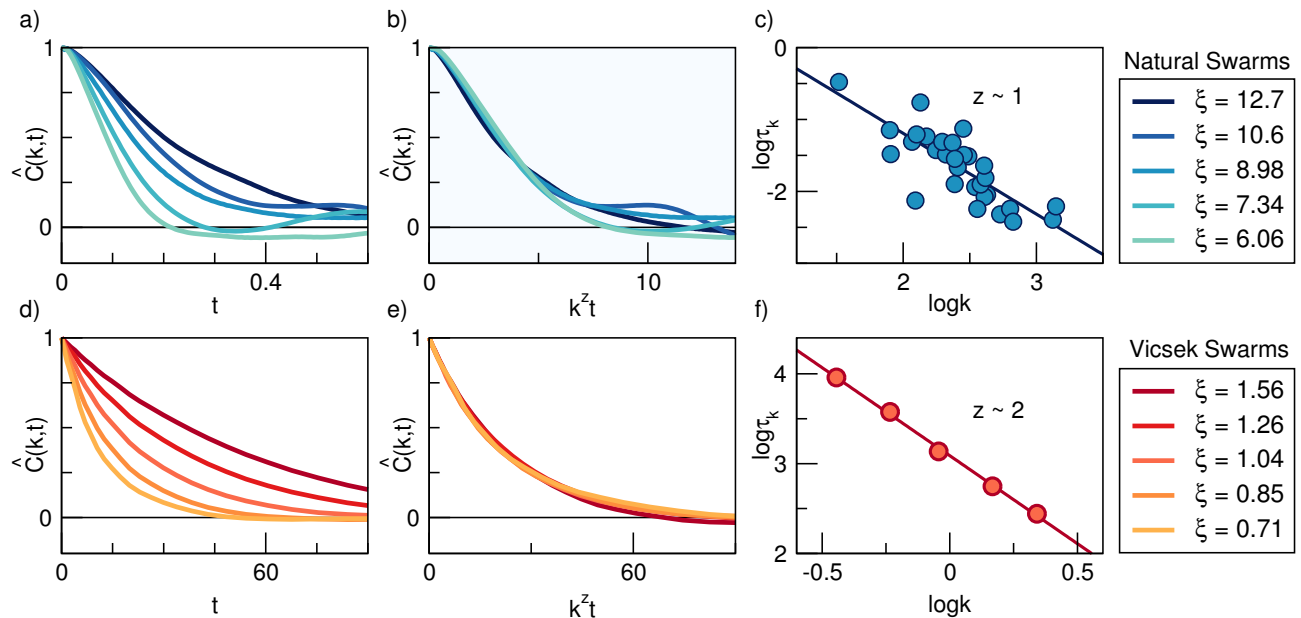 a)
b)
c)
Natural Swarms
1
0
Ĉ(k,t)
0
0.4
t
1
0
Ĉ(k,t)
0
10
k^z t
0
-2
logτ_k
z ~ 1
2
3
logk
ξ = 12.7
ξ = 10.6
ξ = 8.98
ξ = 7.34
ξ = 6.06
d)
e)
f)
Vicsek Swarms
1
0
Ĉ(k,t)
0
60
t
1
0
Ĉ(k,t)
0
60
k^z t
4
3
2
logτ_k
z ~ 2
-0.5
0
0.5
logk
ξ = 1.56
ξ = 1.26
ξ = 1.04
ξ = 0.85
ξ = 0.71